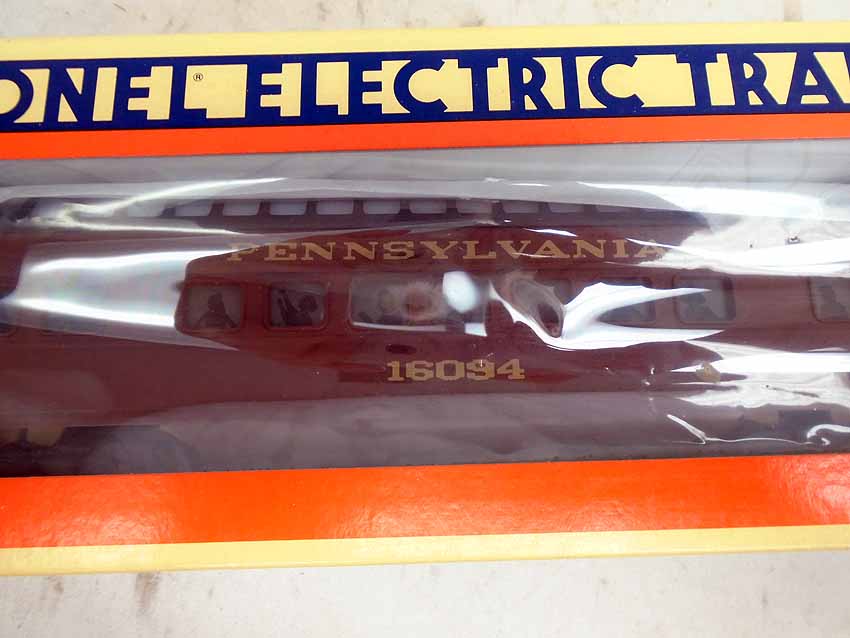 ONEL® ELECTRIC TRA
PENNSYLVANIA
16094